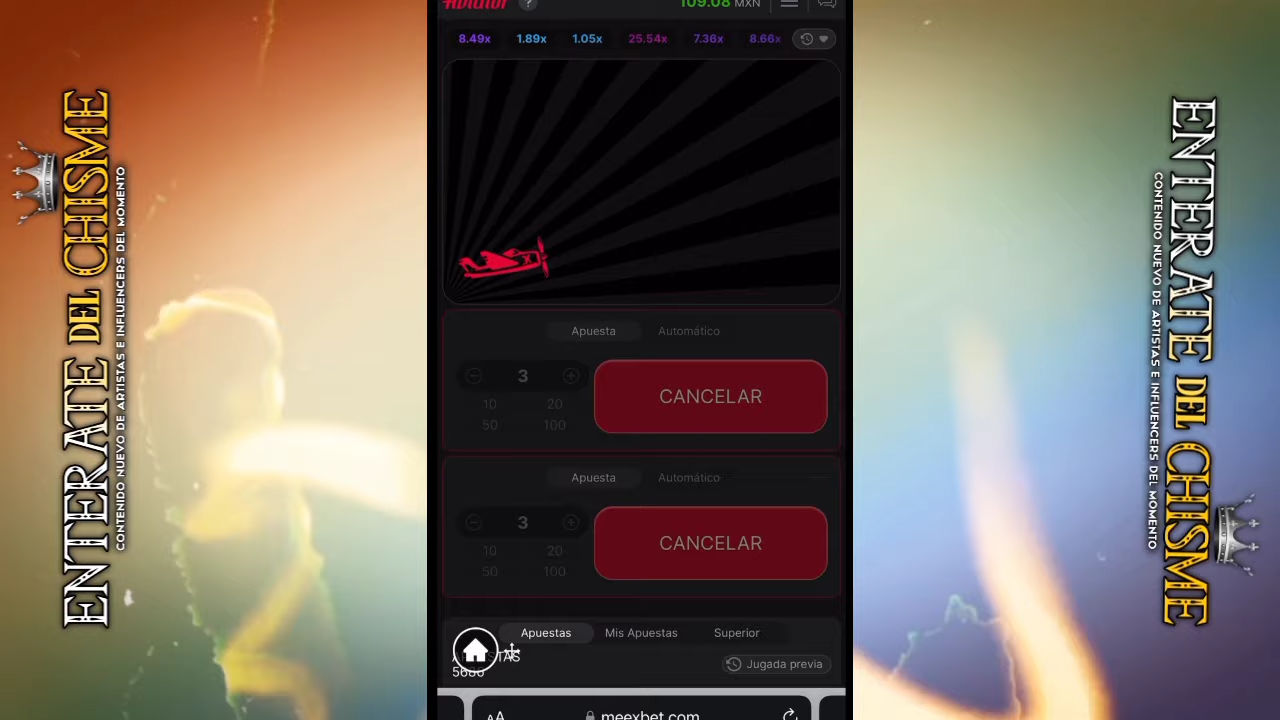 ENTERATE DEL CHISME
CONTENIDO NUEVO DE ARTISTAS E INFLUENCERS DEL MOMENTO
Aviator ?
109.08 MXN
8.49x 1.89x 1.05x 25.54x 7.36x 8.66x
Apuesta Automático
3
CANCELAR
10 20
50 100
Apuesta Automático
3
CANCELAR
10 20
50 100
Apuestas Mis Apuestas Superior
Jugada previa
AA meexbet.com
ENTERATE DEL CHISME
CONTENIDO NUEVO DE ARTISTAS E INFLUENCERS DEL MOMENTO